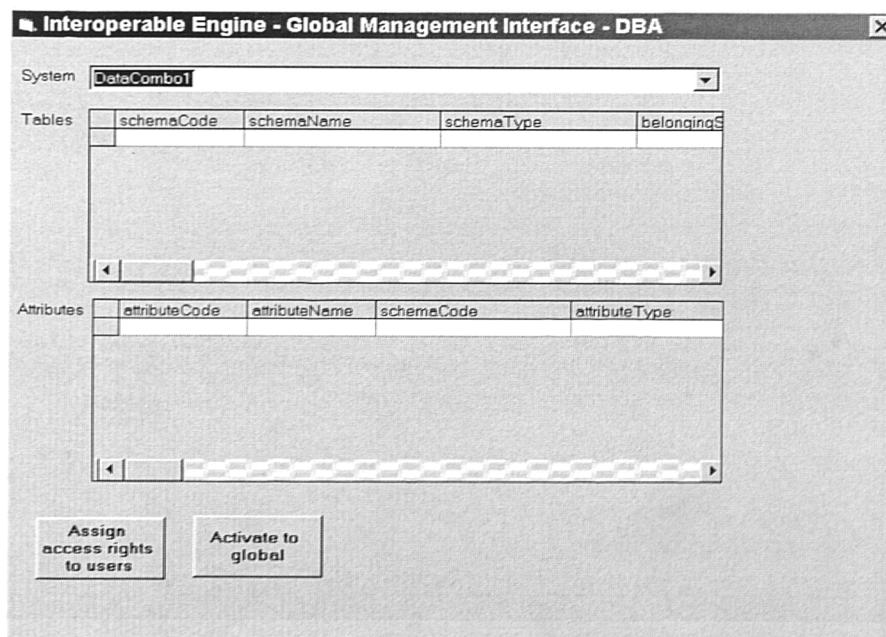 Interoperable Engine - Global Management Interface - DBA
System DataCombo1
Tables schemaCode schemaName schemaType belongingS
Attributes attributeCode attributeName schemaCode attributeType
Assign
access rights
to users
Activate to
global